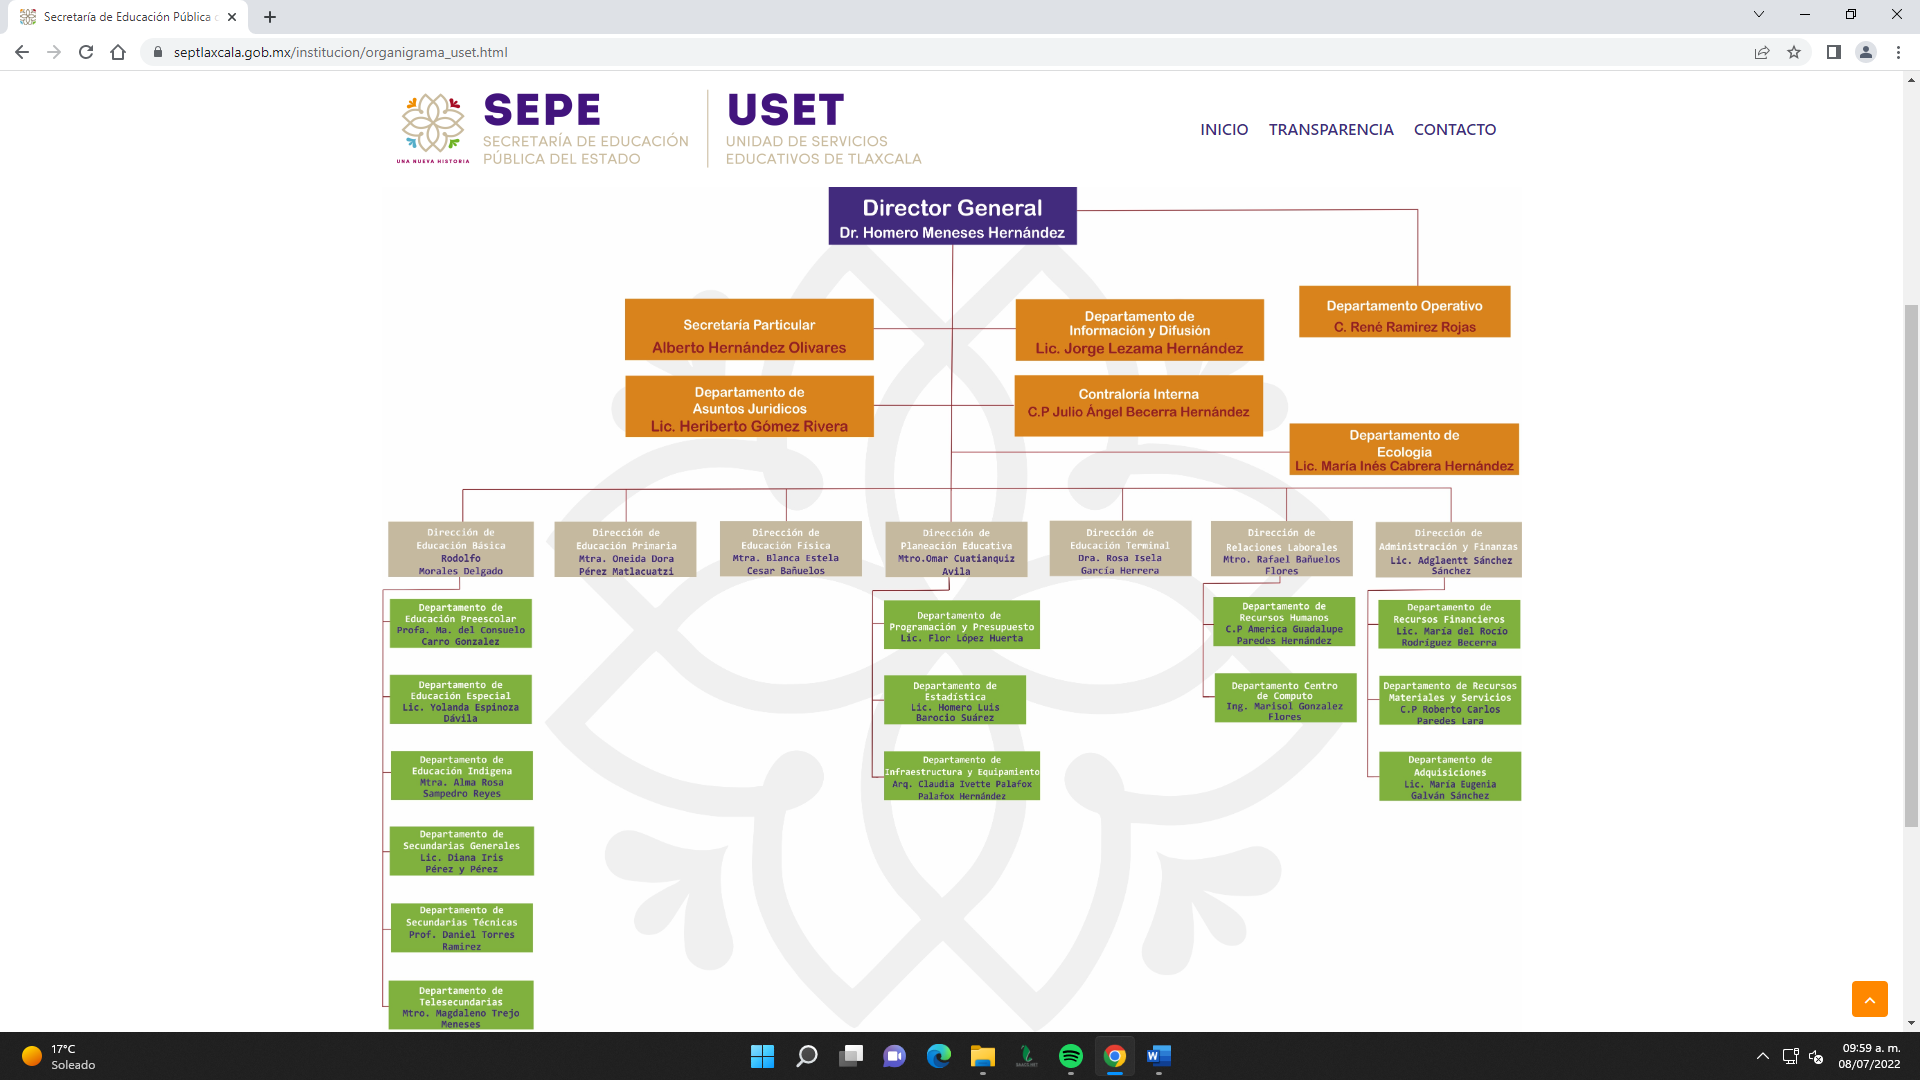 Secretaría de Educación Pública
septlaxcala.gob.mx/institucion/organigrama_uset.html
SEPE
SECRETARÍA DE EDUCACIÓN
PÚBLICA DEL ESTADO
UNA NUEVA HISTORIA
USET
UNIDAD DE SERVICIOS
EDUCATIVOS DE TLAXCALA
INICIO TRANSPARENCIA CONTACTO
Director General
Dr. Homero Meneses Hernández
Secretaría Particular
Alberto Hernández Olivares
Departamento de
Información y Difusión
Lic. Jorge Lezama Hernández
Departamento Operativo
C. René Ramirez Rojas
Departamento de
Asuntos Juridicos
Lic. Heriberto Gómez Rivera
Contraloría Interna
C.P Julio Ángel Becerra Hernández
Departamento de
Ecologia
Lic. María Inés Cabrera Hernández
Dirección de
Educación Básica
Rodolfo
Morales Delgado
Dirección de
Educación Primaria
Mtra. Oneida Dora
Pérez Matlacuatzi
Dirección de
Educación Física
Mtra. Blanca Estela
Cesar Bañuelos
Dirección de
Planeación Educativa
Mtro.Omar Cuatianquiz
Avila
Dirección de
Educación Terminal
Dra. Rosa Isela
García Herrera
Dirección de
Relaciones Laborales
Mtro. Rafael Bañuelos
Flores
Dirección de
Administración y Finanzas
Lic. Adglaentt Sánchez
Sánchez
Departamento de
Educación Preescolar
Profa. Ma. del Consuelo
Carro Gonzalez
Departamento de
Educación Especial
Lic. Yolanda Espinoza
Dávila
Departamento de
Educación Indigena
Mtra. Alma Rosa
Sampedro Reyes
Departamento de
Secundarias Generales
Lic. Diana Iris
Pérez y Pérez
Departamento de
Secundarias Técnicas
Prof. Daniel Torres
Ramirez
Departamento de
Telesecundarias
Mtro. Magdaleno Trejo
Meneses
Departamento de
Programación y Presupuesto
Lic. Flor López Huerta
Departamento de
Estadística
Lic. Homero Luis
Barocio Suárez
Departamento de
Infraestructura y Equipamiento
Arq. Claudia Ivette Palafox
Palafox Hernández
Departamento de
Recursos Humanos
C.P America Guadalupe
Paredes Hernández
Departamento Centro
de Computo
Ing. Marisol Gonzalez
Flores
Departamento de
Recursos Financieros
Lic. María del Rocío
Rodríguez Becerra
Departamento de Recursos
Materiales y Servicios
C.P Roberto Carlos
Paredes Lara
Departamento de
Adquisiciones
Lic. María Eugenia
Galván Sánchez
17°C
Soleado
09:59 a. m.
08/07/2022